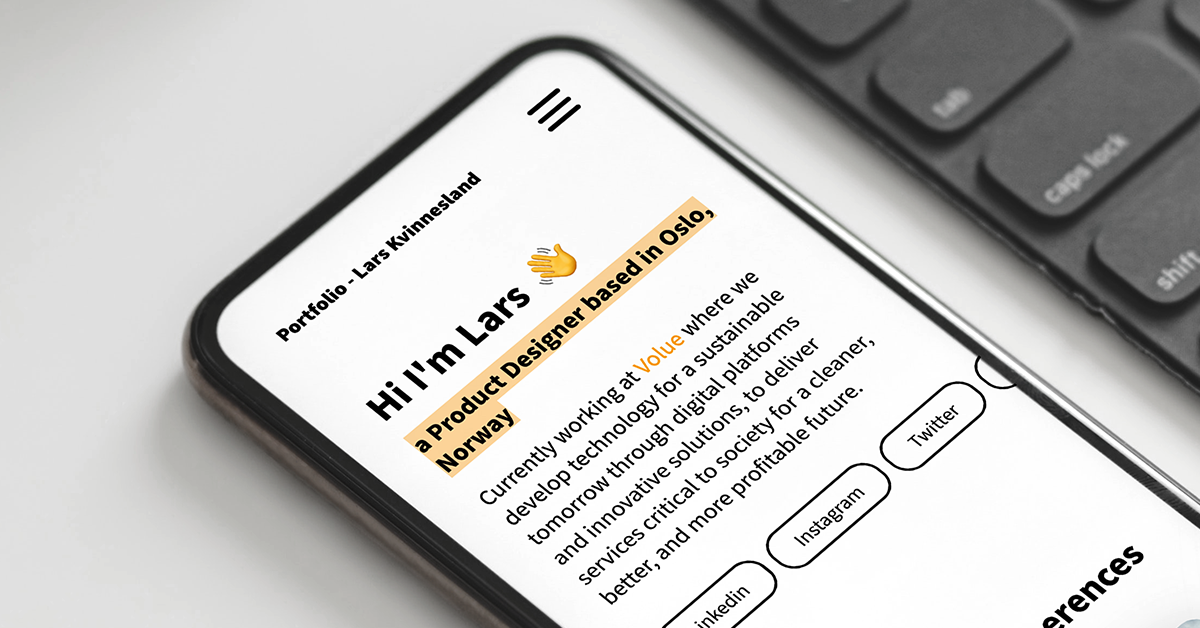 Portfolio - Lars Kvinnesland
Hi I'm Lars 👋
a Product Designer based in Oslo,
Norway
Currently working at Volue where we
develop technology for a sustainable
tomorrow through digital platforms
and innovative solutions, to deliver
services critical to society for a cleaner,
better, and more profitable future.
inkedin
Instagram
Twitter
erences
tab
caps lock
shift